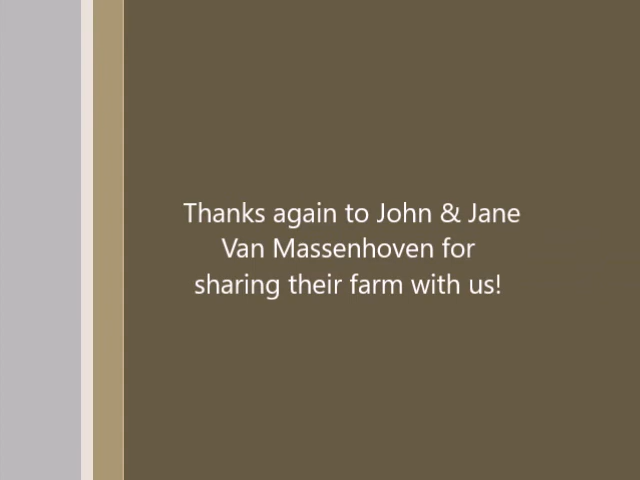 Thanks again to John & Jane
Van Massenhoven for
sharing their farm with us!